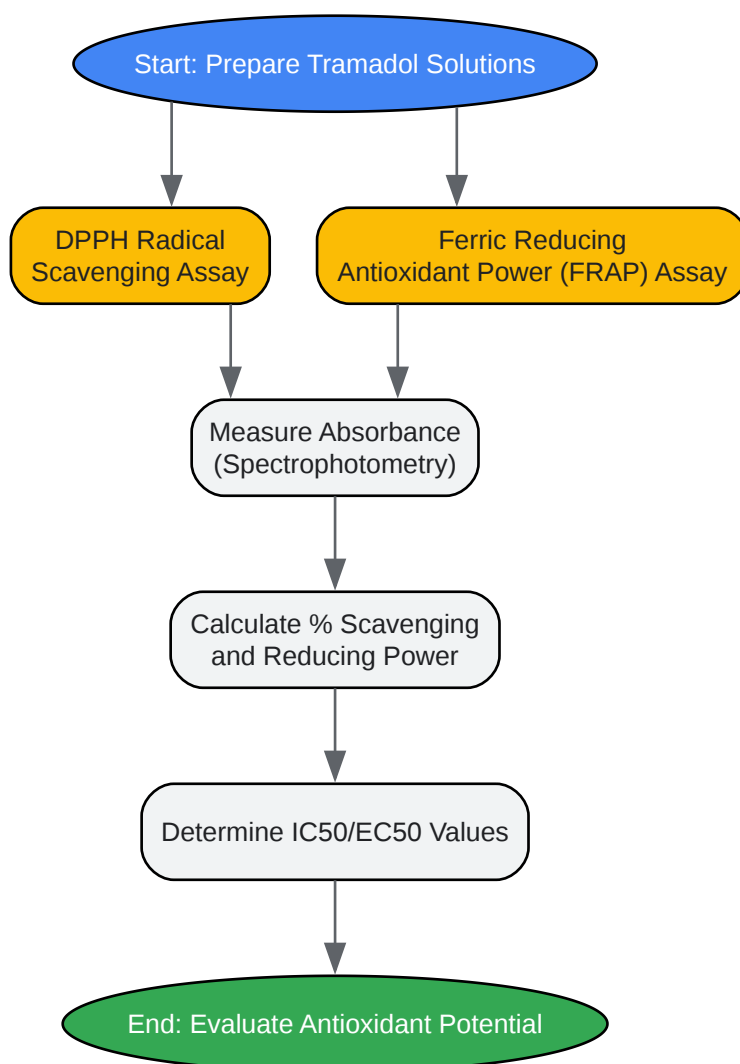 Start: Prepare Tramadol Solutions
DPPH Radical
Scavenging Assay
Ferric Reducing
Antioxidant Power (FRAP) Assay
Measure Absorbance
(Spectrophotometry)
Calculate % Scavenging
and Reducing Power
Determine IC50/EC50 Values
End: Evaluate Antioxidant Potential